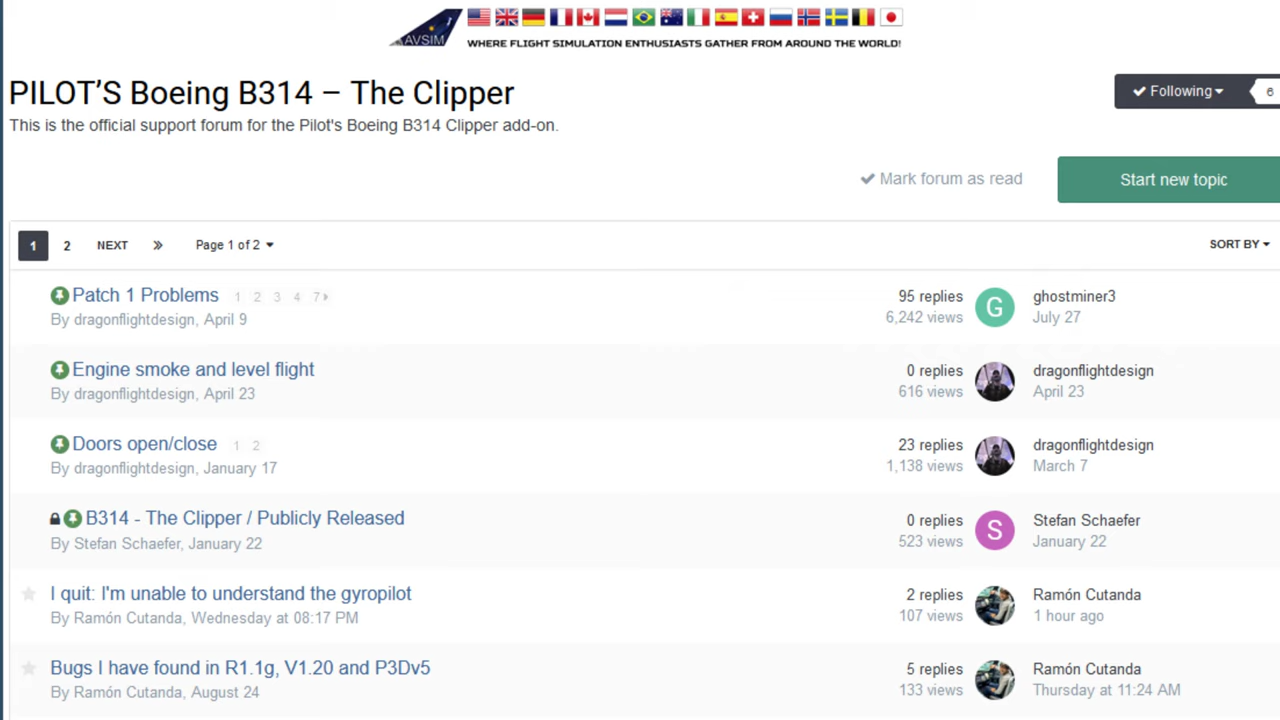 AVSIM
WHERE FLIGHT SIMULATION ENTHUSIASTS GATHER FROM AROUND THE WORLD!
PILOT’S Boeing B314 – The Clipper
Following
6
This is the official support forum for the Pilot's Boeing B314 Clipper add-on.
Mark forum as read
Start new topic
1 2 NEXT Page 1 of 2
SORT BY
Patch 1 Problems 1 2 3 4 7
By dragonflightdesign, April 9
95 replies
6,242 views
G
ghostminer3
July 27
Engine smoke and level flight
By dragonflightdesign, April 23
0 replies
616 views
dragonflightdesign
April 23
Doors open/close 1 2
By dragonflightdesign, January 17
23 replies
1,138 views
dragonflightdesign
March 7
B314 - The Clipper / Publicly Released
By Stefan Schaefer, January 22
0 replies
523 views
S
Stefan Schaefer
January 22
I quit: I'm unable to understand the gyropilot
By Ramón Cutanda, Wednesday at 08:17 PM
2 replies
107 views
Ramón Cutanda
1 hour ago
Bugs I have found in R1.1g, V1.20 and P3Dv5
By Ramón Cutanda, August 24
5 replies
133 views
Ramón Cutanda
Thursday at 11:24 AM